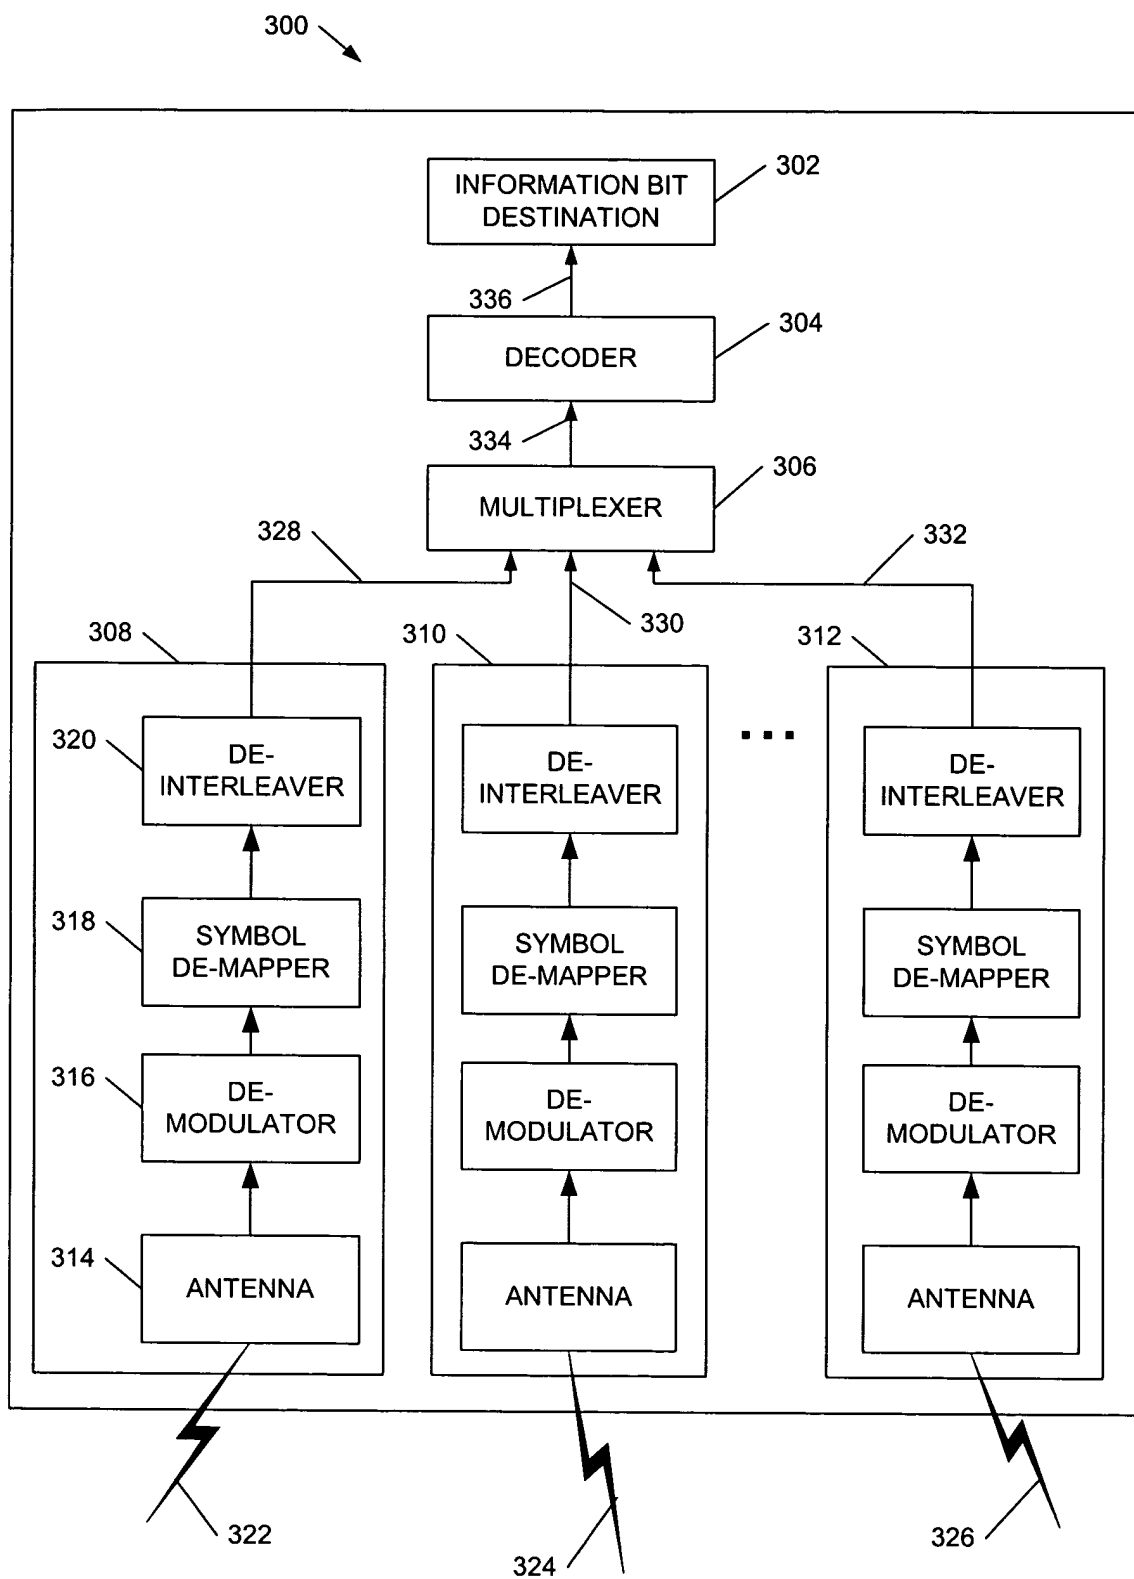 300
INFORMATION BIT
DESTINATION
302
336
DECODER
304
334
MULTIPLEXER
306
328
332
330
308
310
312
320
DE-
INTERLEAVER
DE-
INTERLEAVER
DE-
INTERLEAVER
318
SYMBOL
DE-MAPPER
SYMBOL
DE-MAPPER
SYMBOL
DE-MAPPER
316
DE-
MODULATOR
DE-
MODULATOR
DE-
MODULATOR
314
ANTENNA
ANTENNA
ANTENNA
322
324
326